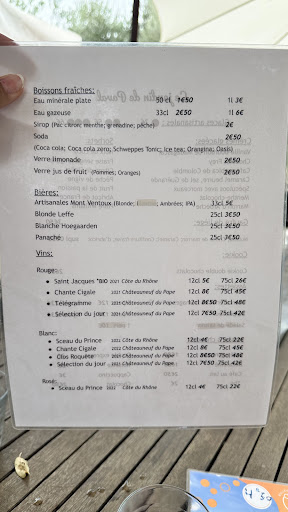 Boissons fraîches:
Eau minérale plate 50 cl 1€50 1l 3€
Eau gazeuse 33cl 2€50 1l 6€
Sirop (Pac citron; menthe; grenadine; pêche) 2€
Soda 2€50
(Coca cola; Coca cola zero; Schweppes Tonic; Ice tea; Orangina; Oasis)
Verre limonade 2€50
Verre jus de fruit (Pommes; Oranges) 2€50
Bières:
Artisanales Mont Ventoux (Blonde; Ambrées; IPA) 33cl 5€
Blonde Leffe 25cl 3€50
Blanche Hoegaarden 25cl 3€50
Panaché 25cl 3€50
Vins:
Rouge:
Saint Jacques *BIO 2021 Côte du Rhône 12cl 5€ 75cl 26€
Chante Cigale 2021 Châteauneuf du Pape 12cl 8€ 75cl 45€
Télégramme 2021 Châteauneuf du Pape 12cl 8€50 75cl 48€
Sélection du jour 2021 Châteauneuf du Pape 12cl 7€50 75cl 42€
Blanc:
Sceau du Prince 2022 Côte du Rhône 12cl 4€ 75cl 22€
Chante Cigale 2022 Châteauneuf du Pape 12cl 8€ 75cl 45€
Clos Roquète 2022 Châteauneuf du Pape 12cl 8€50 75cl 48€
Sélection du jour 2022 Châteauneuf du Pape 12cl 7€50 75cl 42€
Rosé:
Sceau du Prince Côte du Rhône 12cl 4€ 75cl 22€